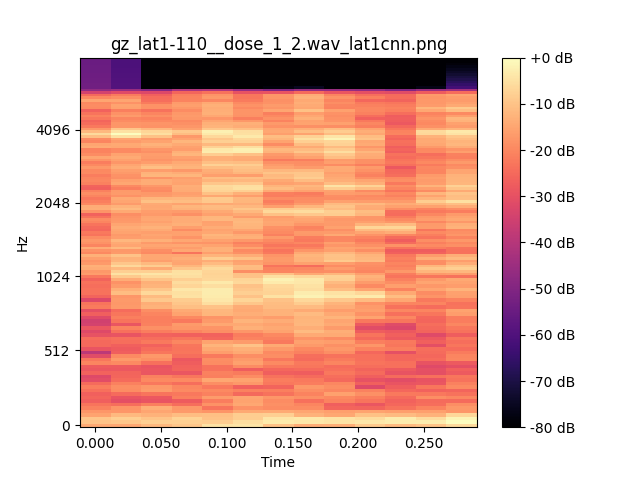 gz_lat1-110__dose_1_2.wav_lat1cnn.png
4096
2048
1024
512
0
Hz
0.000 0.050 0.100 0.150 0.200 0.250
Time
+0 dB
-10 dB
-20 dB
-30 dB
-40 dB
-50 dB
-60 dB
-70 dB
-80 dB